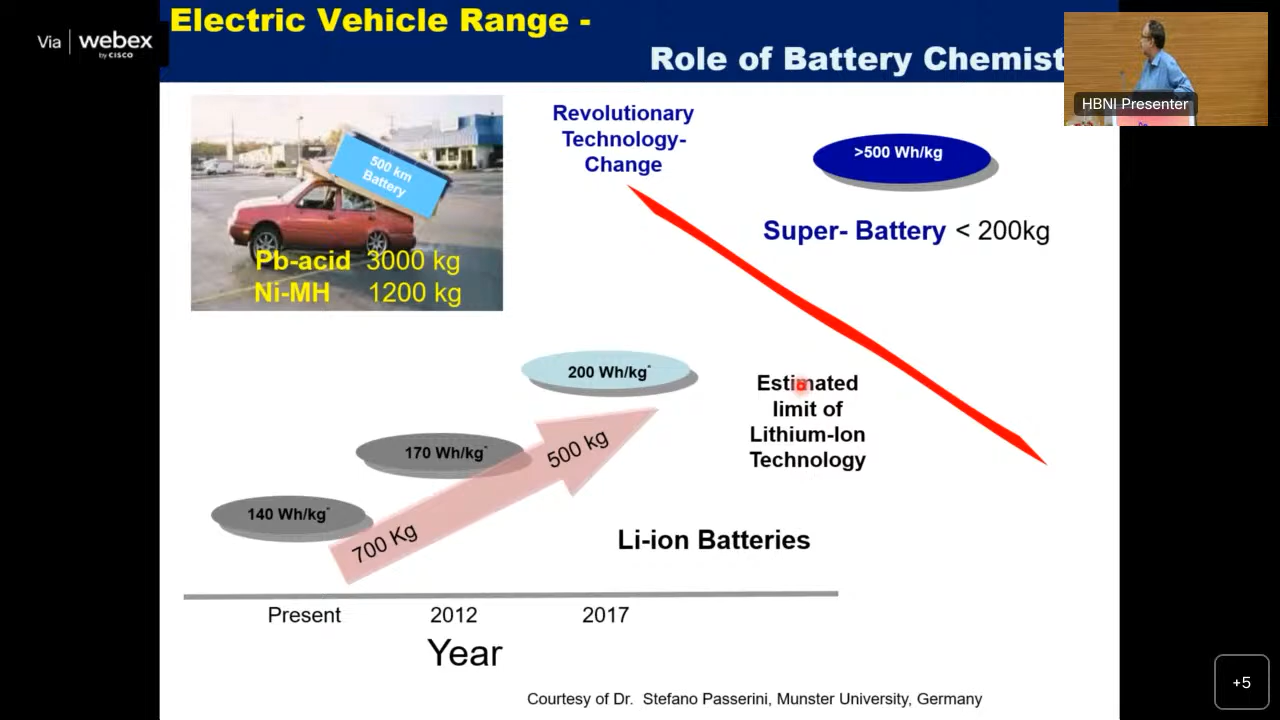 Via | webex
by CISCO
Electric Vehicle Range -
Role of Battery Chemist
HBNI Presenter
500 km
Battery
Pb-acid 3000 kg
Ni-MH 1200 kg
Revolutionary
Technology-
Change
>500 Wh/kg
Super- Battery < 200kg
200 Wh/kg*
170 Wh/kg*
140 Wh/kg*
500 kg
700 Kg
Estimated
limit of
Lithium-Ion
Technology
Li-ion Batteries
Present 2012 2017
Year
Courtesy of Dr. Stefano Passerini, Munster University, Germany
+5